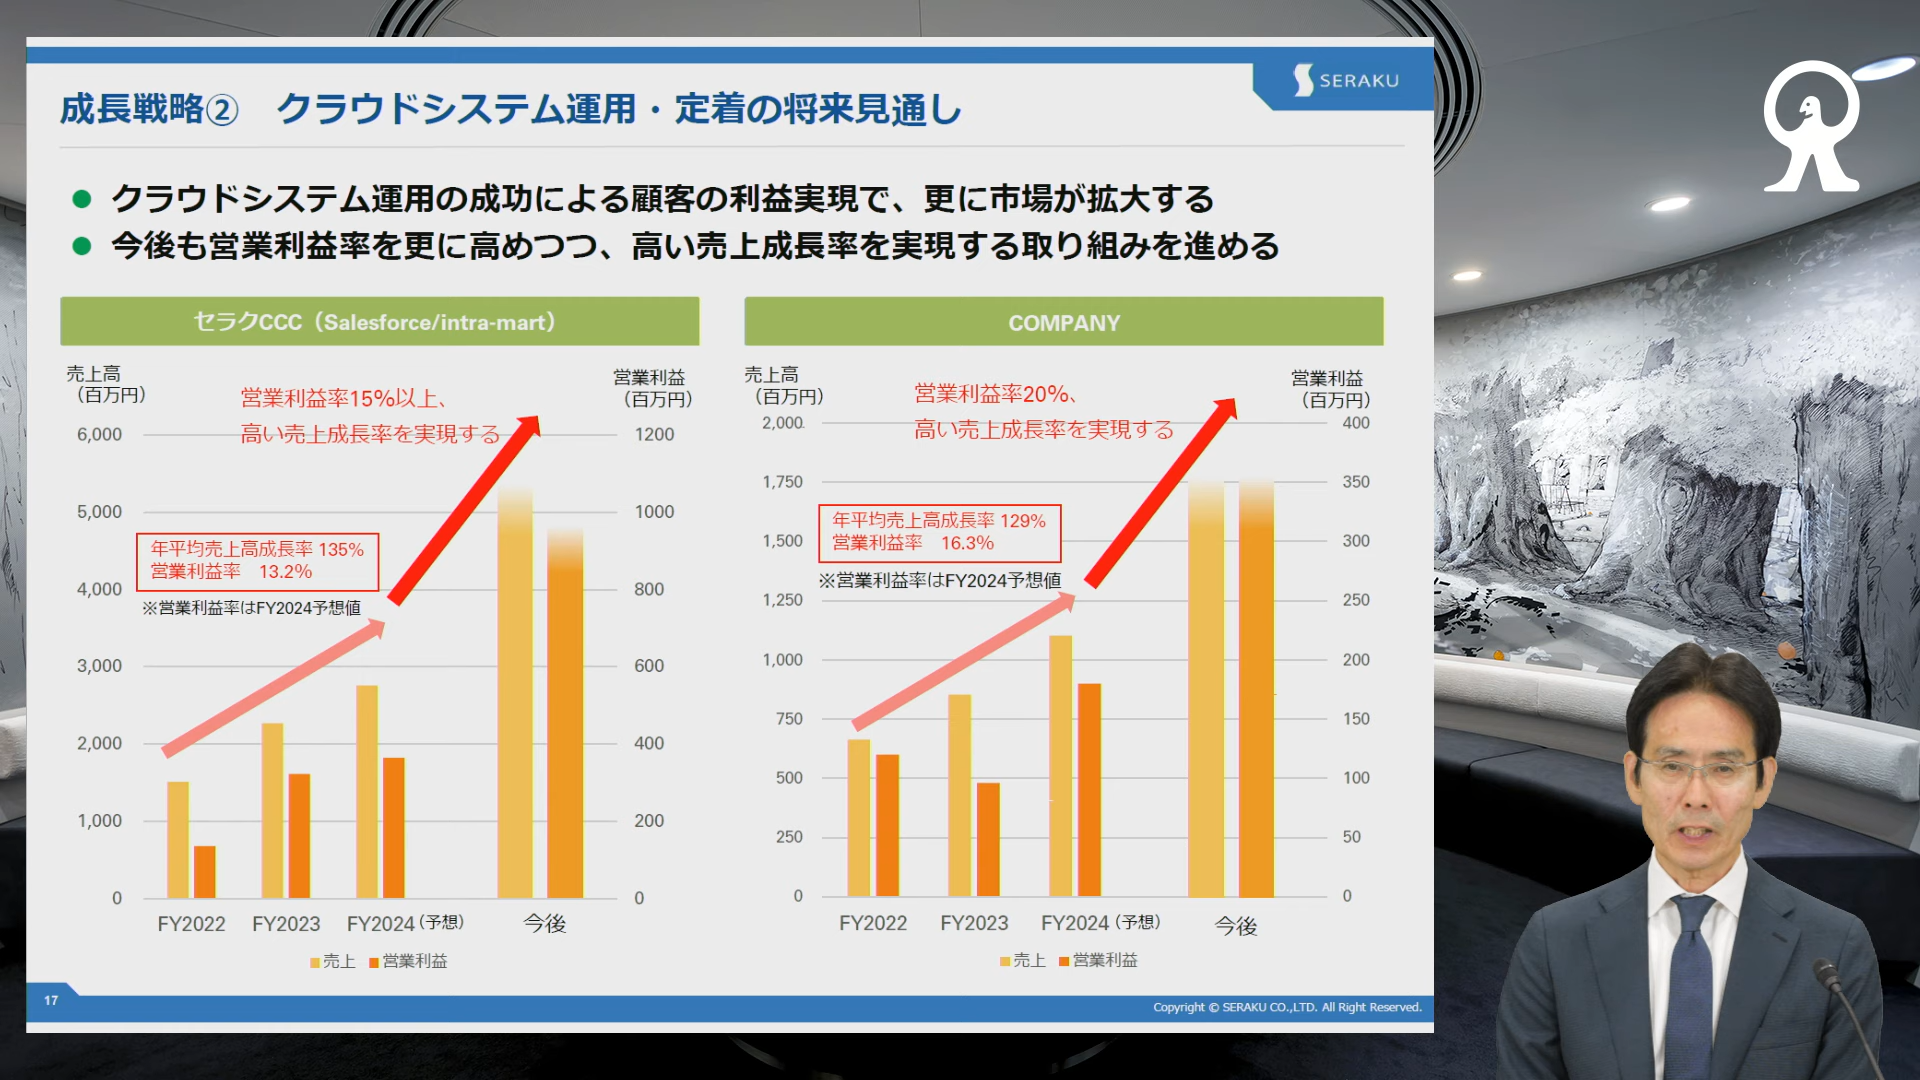 SERAKU
成長戦略② クラウドシステム運用・定着の将来見通し
● クラウドシステム運用の成功による顧客の利益実現で、更に市場が拡大する
● 今後も営業利益率を更に高めつつ、高い売上成長率を実現する取り組みを進める
セラクCCC（Salesforce/intra-mart）
売上高
（百万円）
営業利益
（百万円）
営業利益率15%以上、
高い売上成長率を実現する
年平均売上高成長率 135%
営業利益率 13.2%
※営業利益率はFY2024予想値
6,000
5,000
4,000
3,000
2,000
1,000
0
1200
1000
800
600
400
200
0
FY2022
FY2023
FY2024（予想）
今後
売上 営業利益
COMPANY
売上高
（百万円）
営業利益
（百万円）
営業利益率20%、
高い売上成長率を実現する
年平均売上高成長率 129%
営業利益率 16.3%
※営業利益率はFY2024予想値
2,000
1,750
1,500
1,250
1,000
750
500
250
0
400
350
300
250
200
150
100
50
0
FY2022
FY2023
FY2024（予想）
今後
売上 営業利益
17
Copyright © SERAKU CO.,LTD. All Right Reserved.